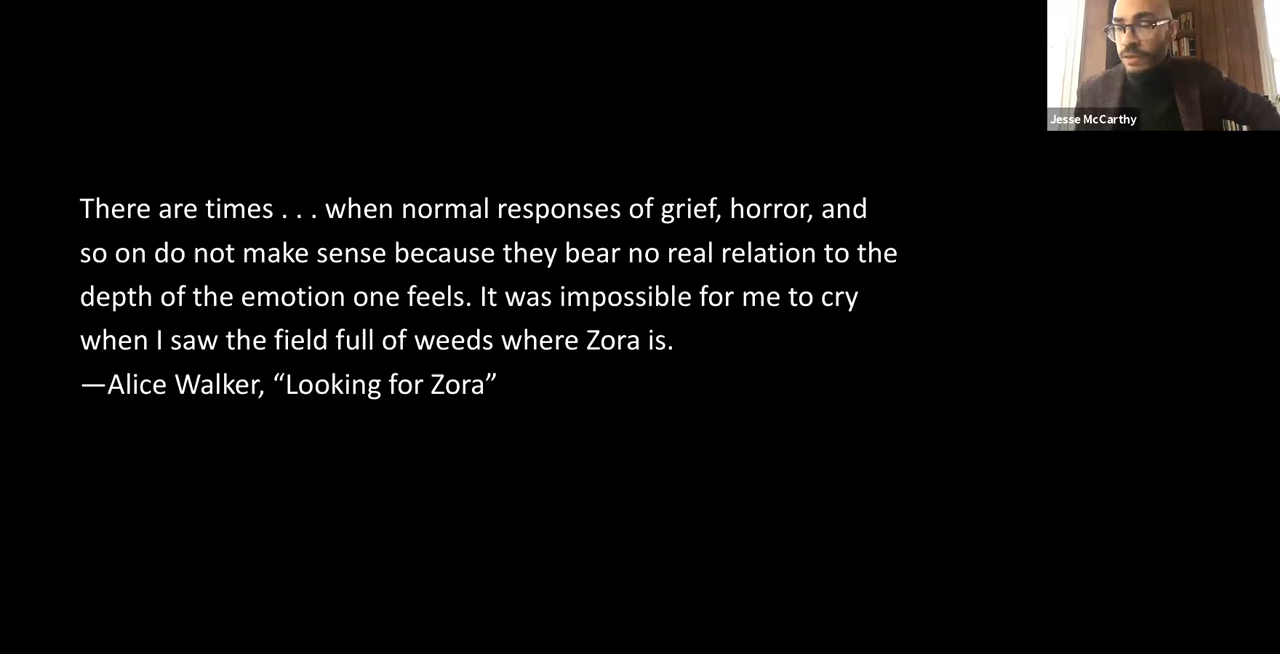 Jesse McCarthy
There are times . . . when normal responses of grief, horror, and
so on do not make sense because they bear no real relation to the
depth of the emotion one feels. It was impossible for me to cry
when I saw the field full of weeds where Zora is.
—Alice Walker, “Looking for Zora”